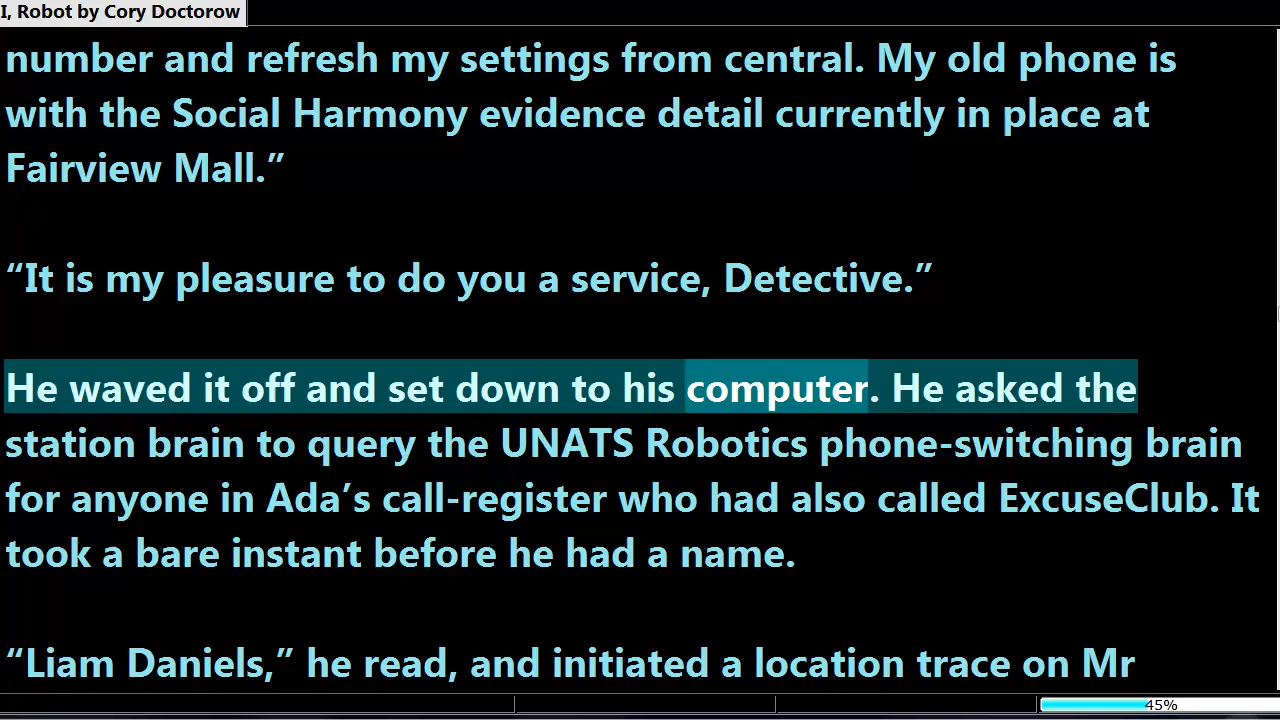 I, Robot by Cory Doctorow
number and refresh my settings from central. My old phone is
with the Social Harmony evidence detail currently in place at
Fairview Mall.”
“It is my pleasure to do you a service, Detective.”
He waved it off and set down to his computer. He asked the
station brain to query the UNATS Robotics phone-switching brain
for anyone in Ada’s call-register who had also called ExcuseClub. It
took a bare instant before he had a name.
“Liam Daniels,” he read, and initiated a location trace on Mr
45%